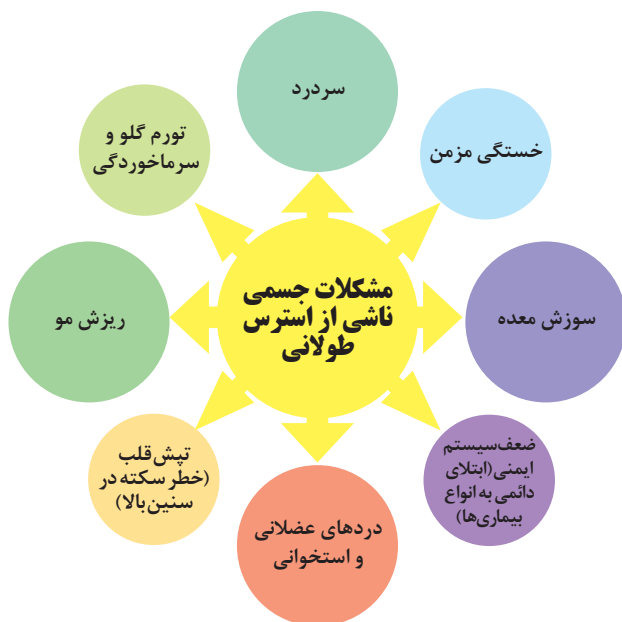 مشکلات جسمی
ناشی از استرس
طولانی
سردرد
خستگی مزمن
سوزش معده
ضعف سیستم
ایمنی (ابتلای
دائمی به انواع
بیماری‌ها)
دردهای عضلانی
و استخوانی
تپش قلب
(خطر سکته در
سنین بالا)
ریزش مو
تورم گلو و
سرماخوردگی